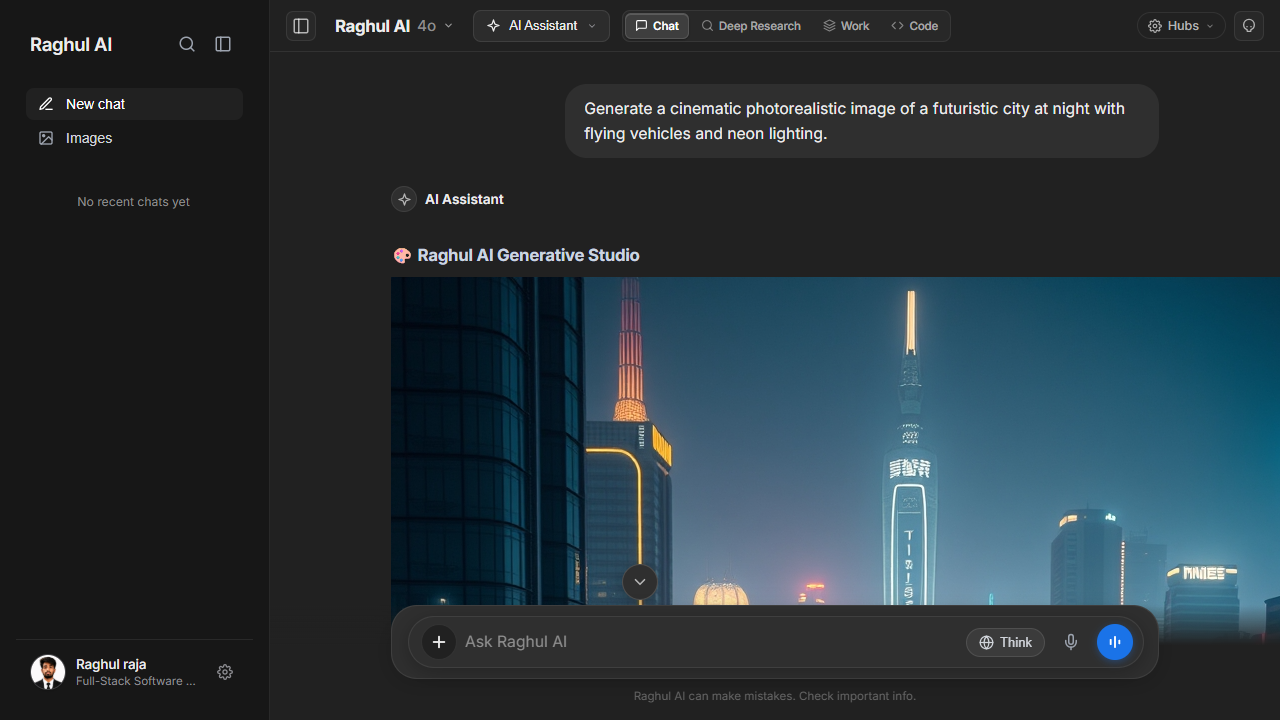 Raghul AI
New chat
Images
No recent chats yet
Raghul raja
Full-Stack Software ...
Raghul AI 4o
AI Assistant
Chat
Deep Research
Work
Code
Hubs
Generate a cinematic photorealistic image of a futuristic city at night with
flying vehicles and neon lighting.
AI Assistant
🎨 Raghul AI Generative Studio
Ask Raghul AI
Think
Raghul AI can make mistakes. Check important info.